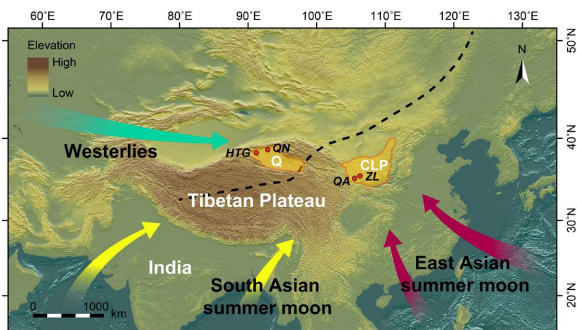 60°E 70°E 80°E 90°E 100°E 110°E 120°E 130°E
Elevation
High
Low
N
50°N
40°N
30°N
20°N
Westerlies
HTG
QN
Q
CLP
QA
ZL
Tibetan Plateau
India
South Asian
summer moon
East Asian
summer moon
0 1000
km